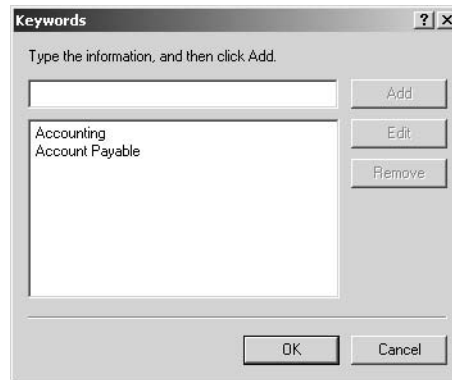 Keywords
Type the information, and then click Add.
Add
Accounting
Account Payable
Edit
Remove
OK
Cancel